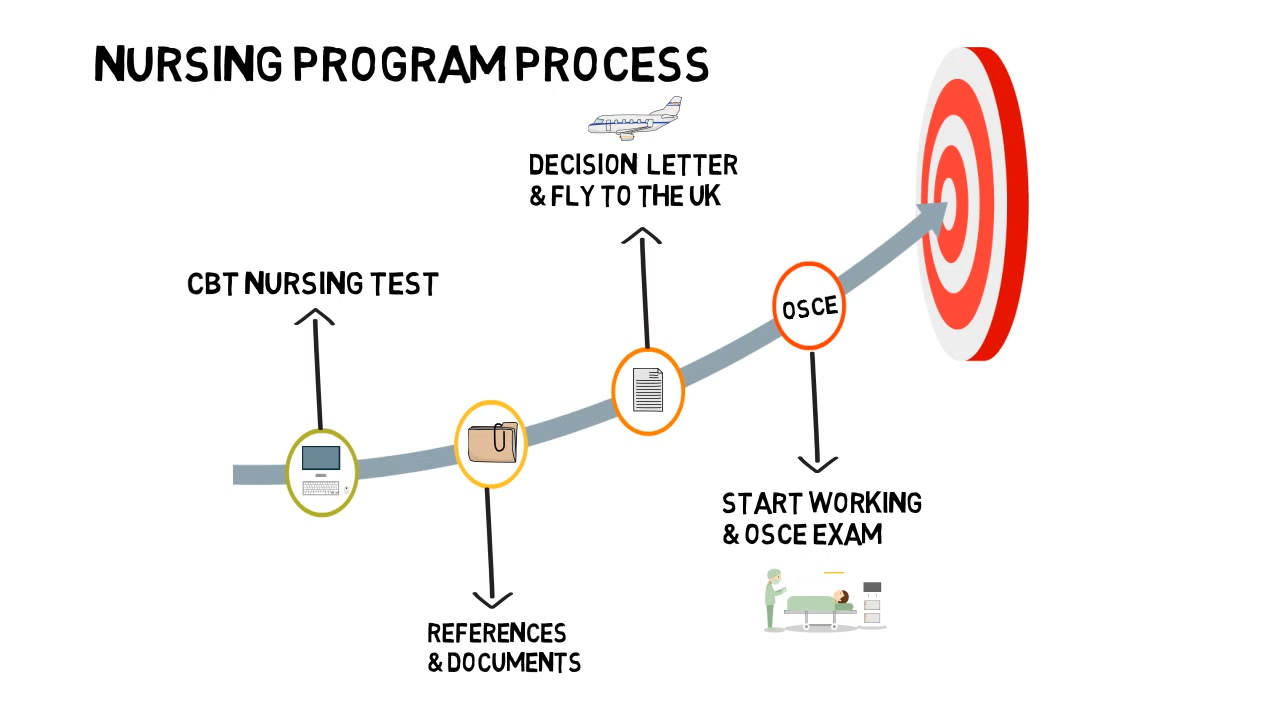 NURSING PROGRAM PROCESS
DECISION LETTER
& FLY TO THE UK
CBT NURSING TEST
OSCE
START WORKING
& OSCE EXAM
REFERENCES
& DOCUMENTS